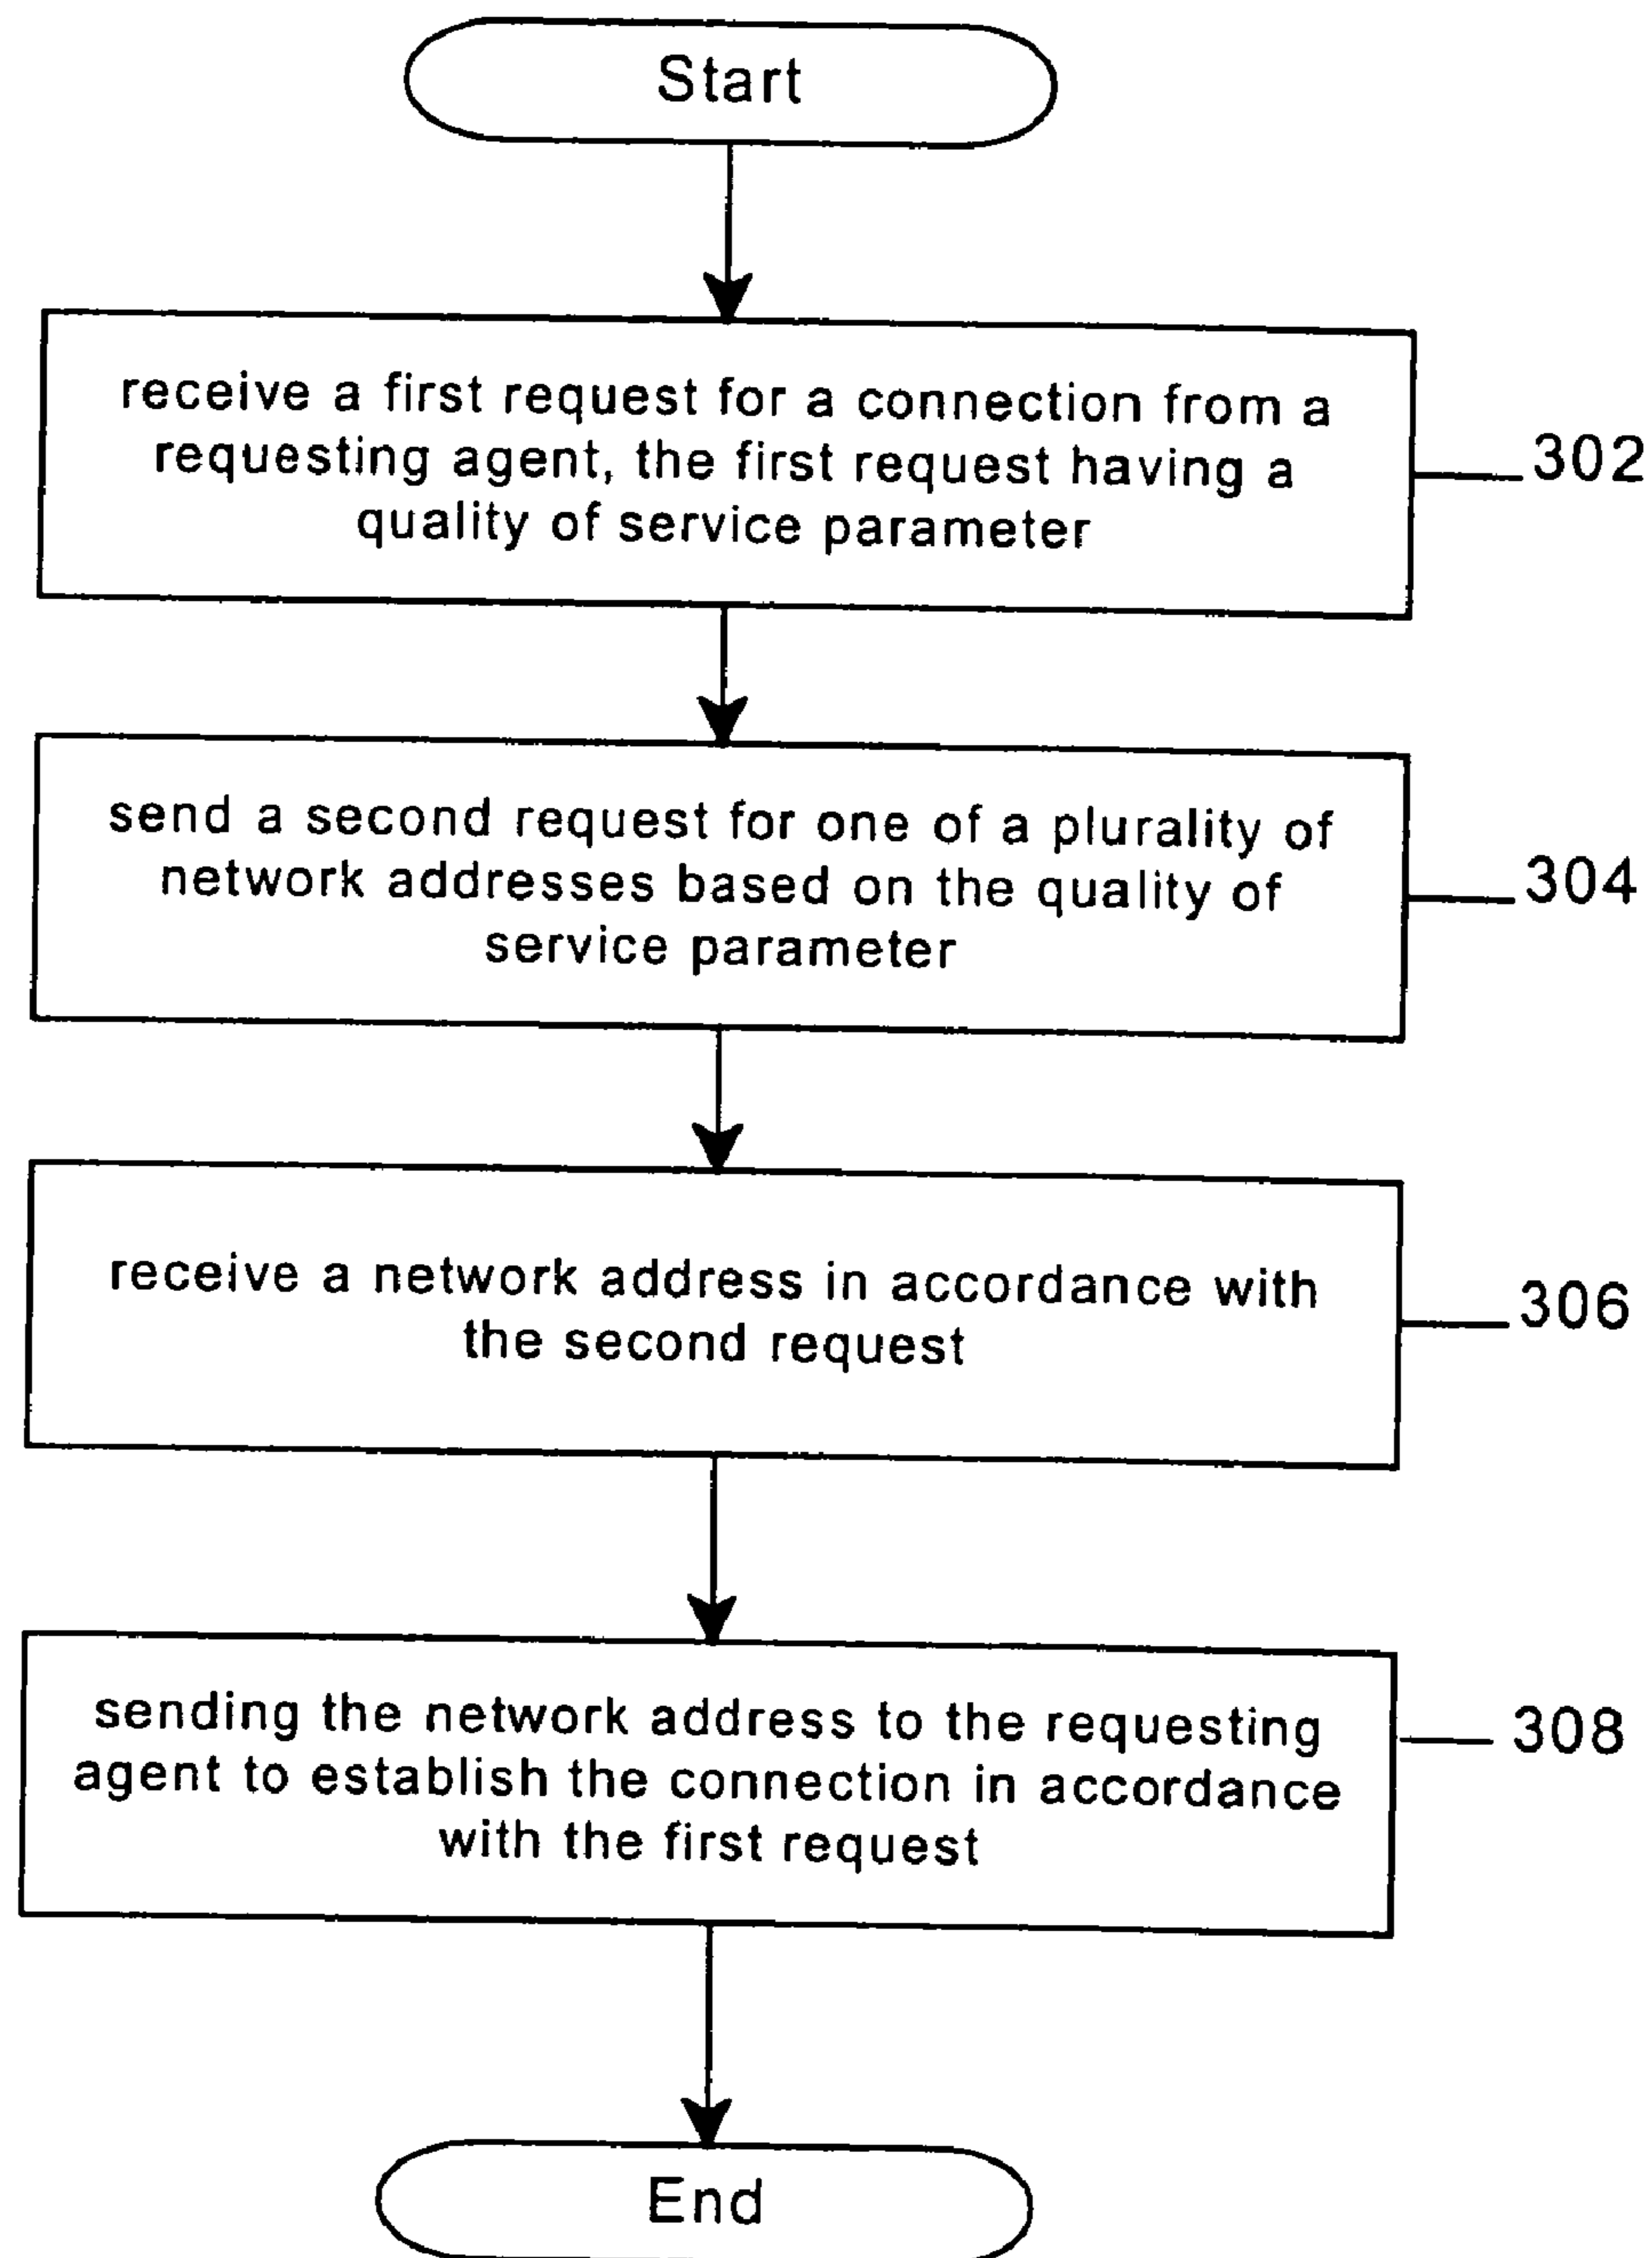 Start
receive a first request for a connection from a
requesting agent, the first request having a
quality of service parameter
302
send a second request for one of a plurality of
network addresses based on the quality of
service parameter
304
receive a network address in accordance with
the second request
306
sending the network address to the requesting
agent to establish the connection in accordance
with the first request
308
End